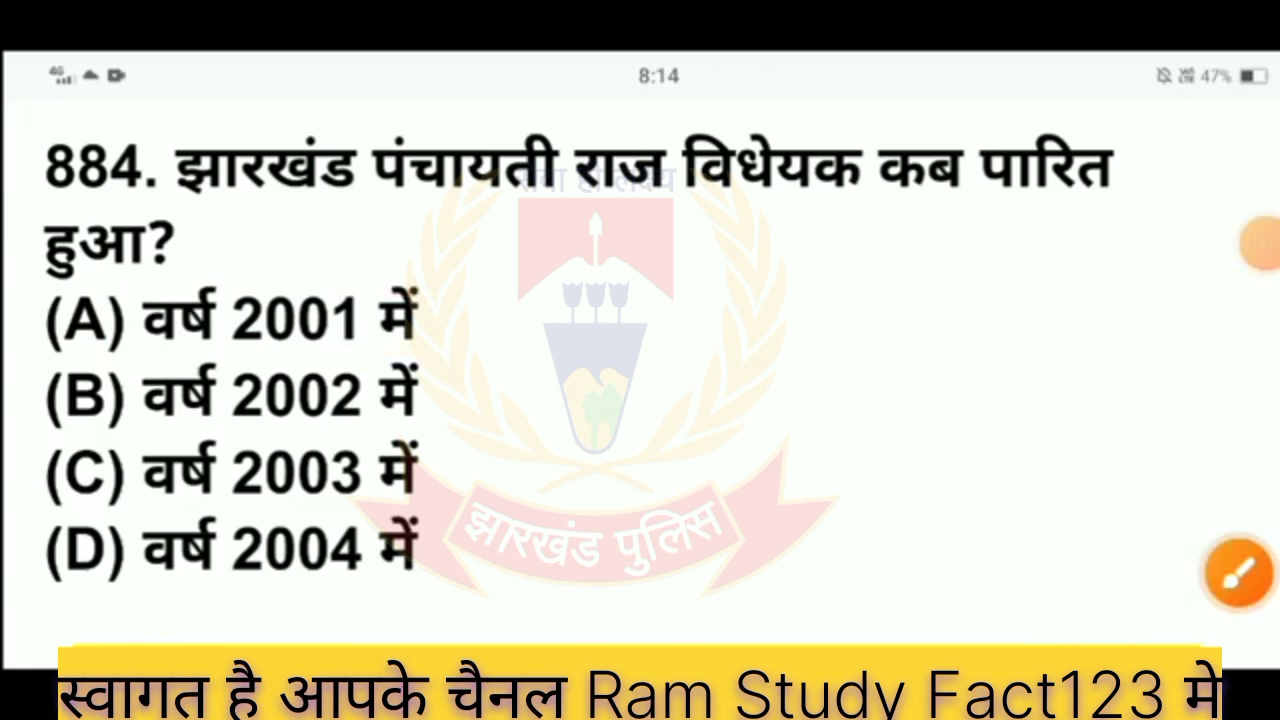 4G 8:14 47%
884. झारखंड पंचायती राज विधेयक कब पारित
हुआ?
(A) वर्ष 2001 में
(B) वर्ष 2002 में
(C) वर्ष 2003 में
(D) वर्ष 2004 में
झारखंड पुलिस
स्वागत है आपके चैनल Ram Study Fact123 मे